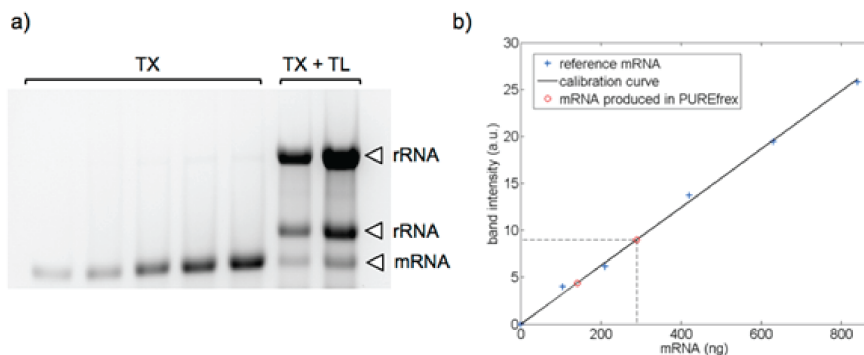 a)
TX
TX + TL
rRNA
rRNA
mRNA
b)
30
25
20
15
10
5
0
band intensity (a.u.)
reference mRNA
calibration curve
mRNA produced in PUREfrex
0
200
400
600
800
mRNA (ng)